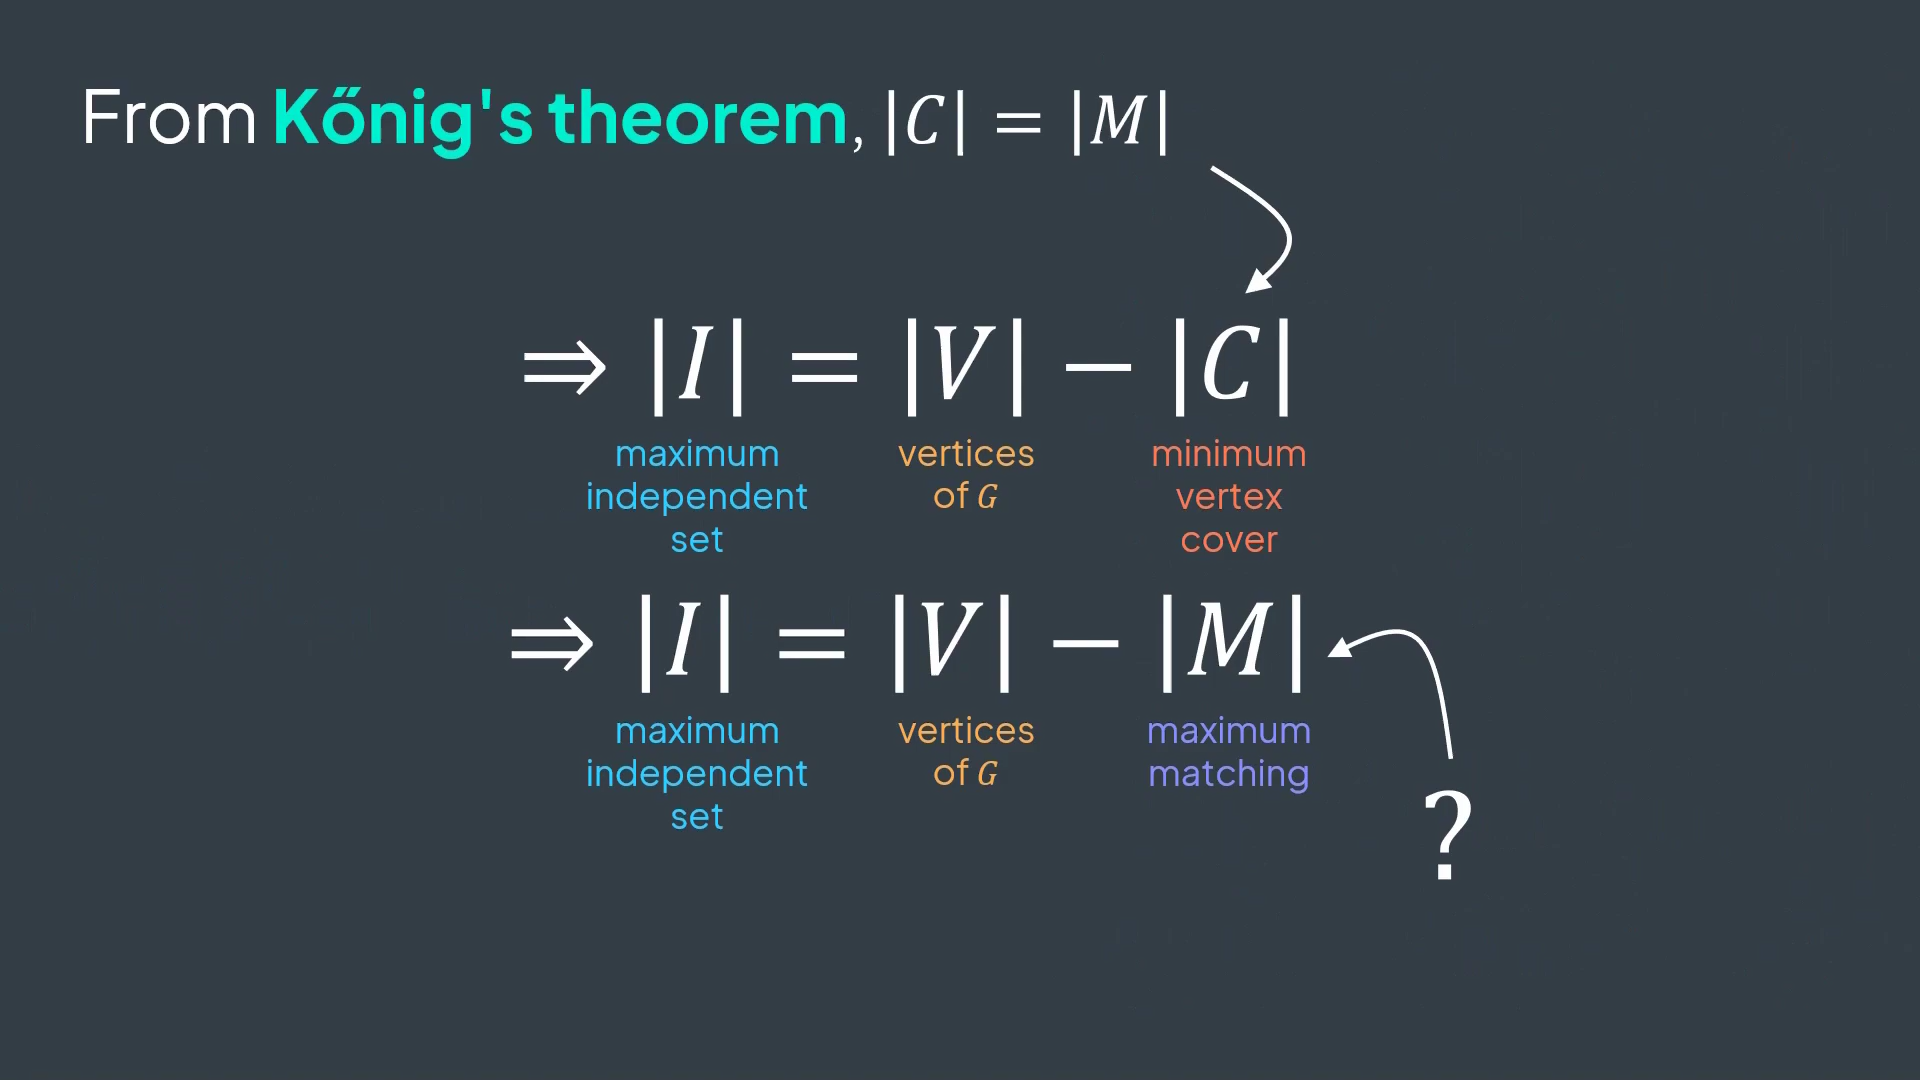 From Kőnig's theorem, |C| = |M|
⇒ |I| = |V| − |C|
maximum independent set
vertices of G
minimum vertex cover
⇒ |I| = |V| − |M|
maximum independent set
vertices of G
maximum matching
?